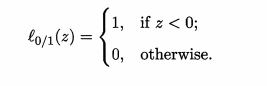 ℓ₀/₁(z) = { 1, if z < 0;
0, otherwise.